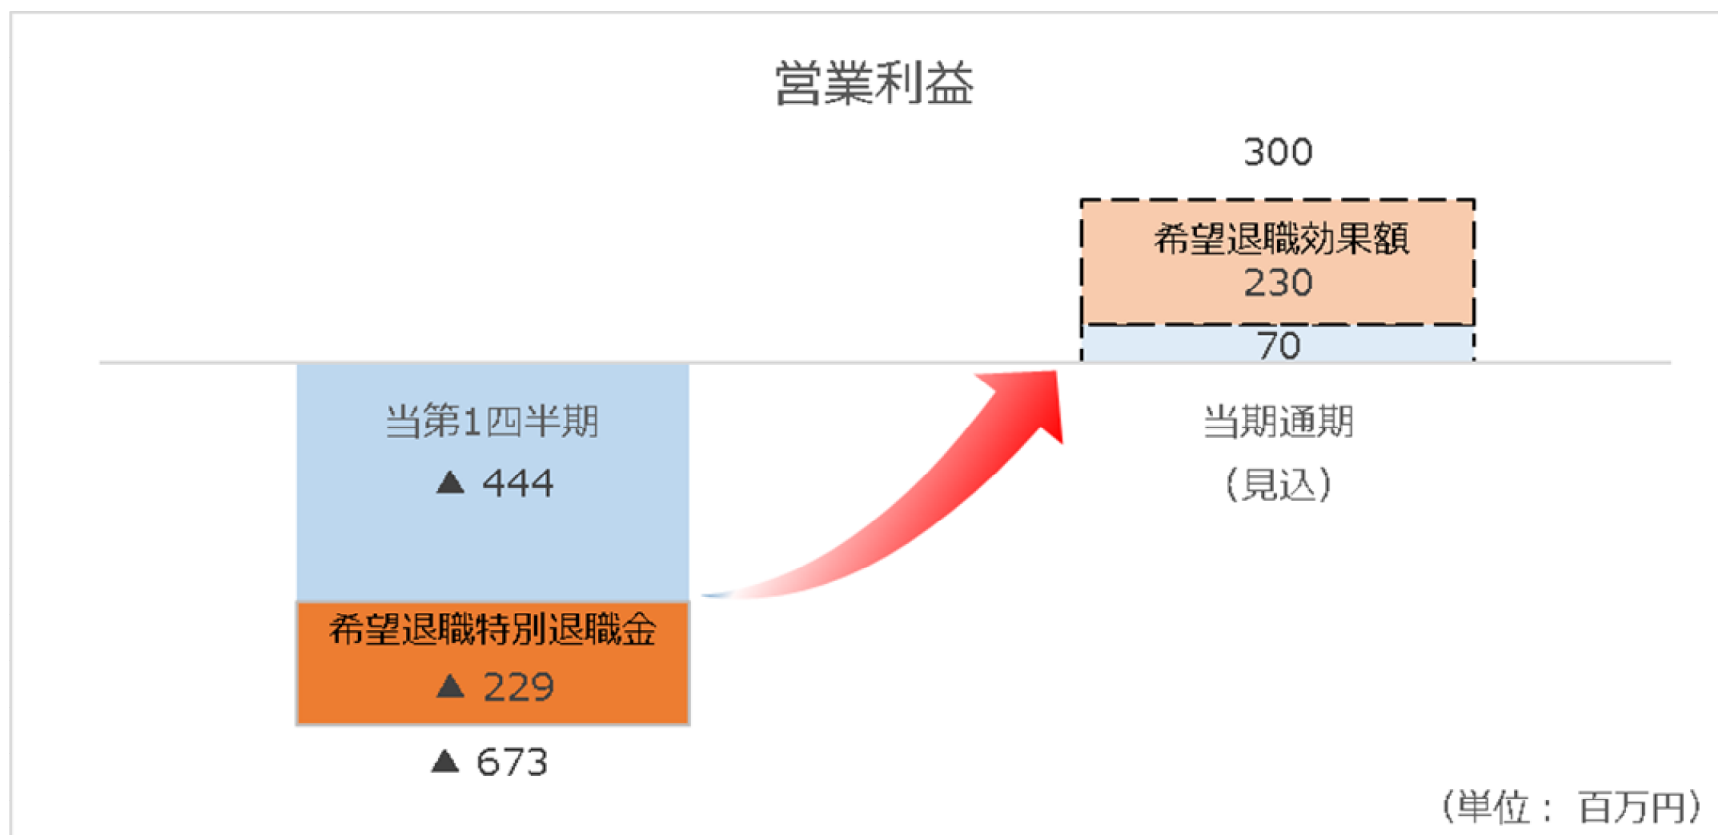 営業利益
300
希望退職効果額
230
70
当第1四半期
▲ 444
当期通期
(見込)
希望退職特別退職金
▲ 229
▲ 673
(単位： 百万円)